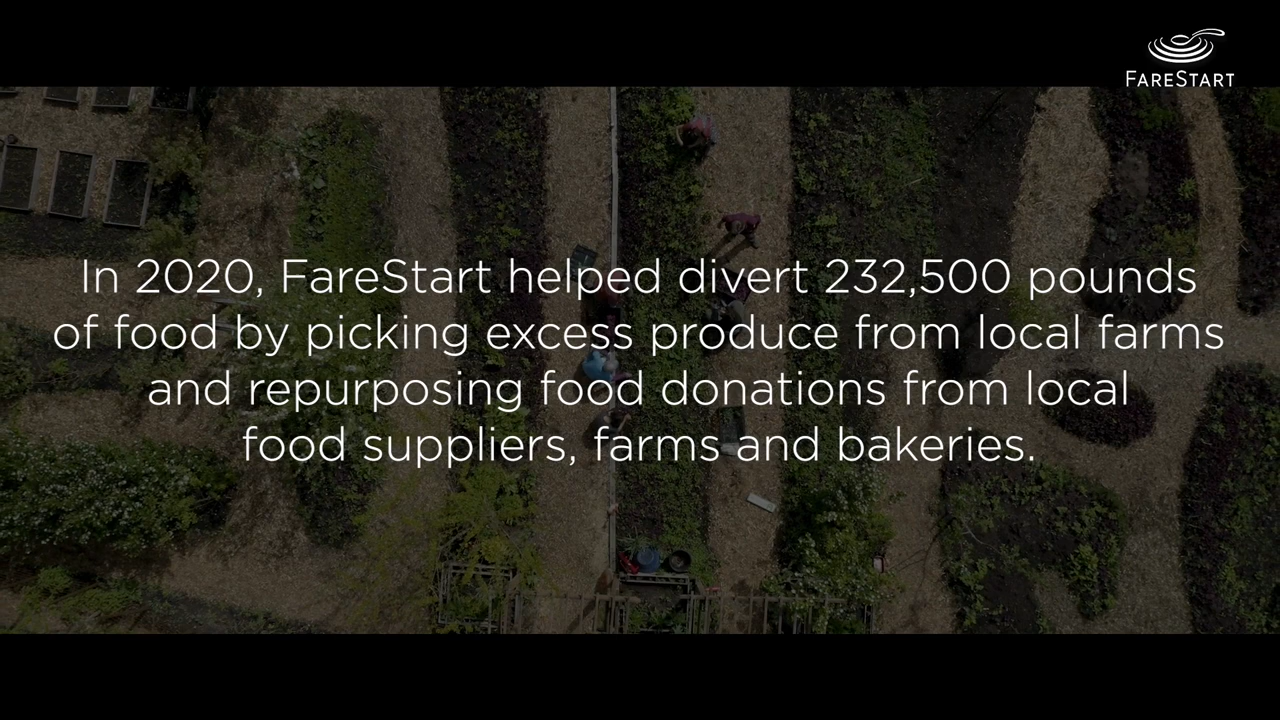 FARESTART
In 2020, FareStart helped divert 232,500 pounds
of food by picking excess produce from local farms
and repurposing food donations from local
food suppliers, farms and bakeries.